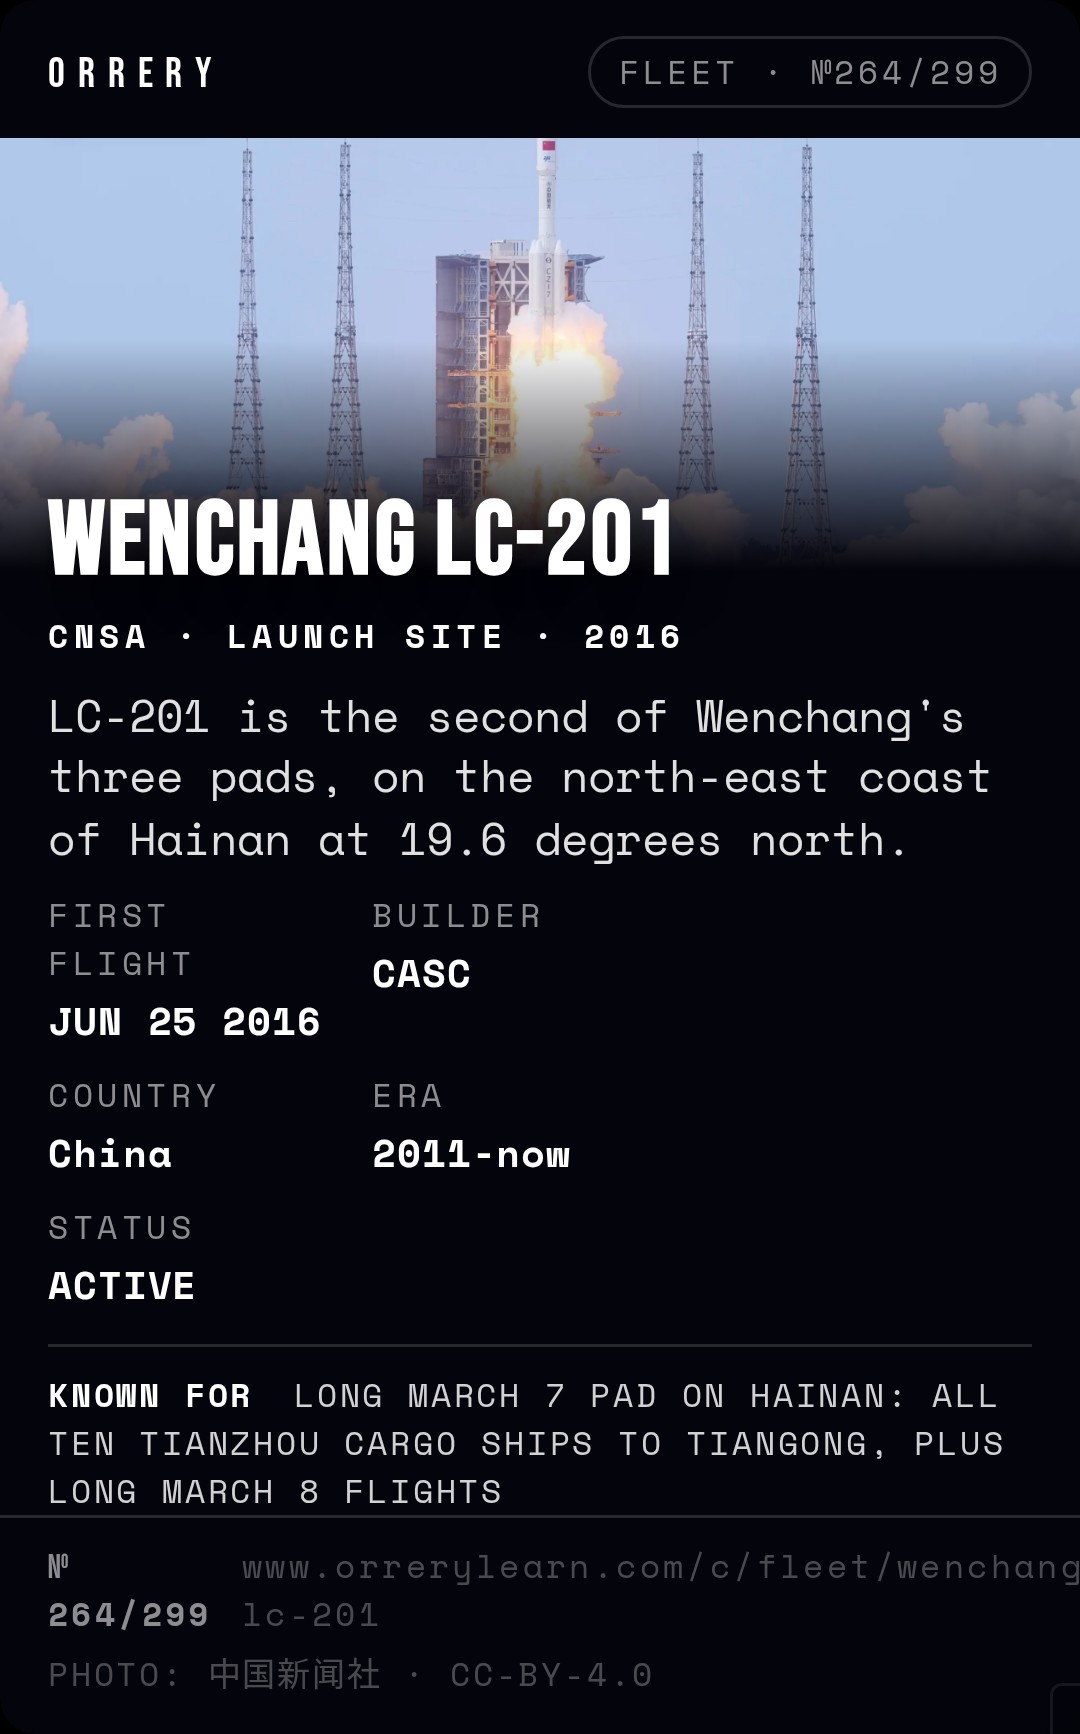 ORRERY
FLEET · №264/299
WENCHANG LC-201
CNSA · LAUNCH SITE · 2016
LC-201 is the second of Wenchang's
three pads, on the north-east coast
of Hainan at 19.6 degrees north.
FIRST
FLIGHT
JUN 25 2016
BUILDER
CASC
COUNTRY
China
ERA
2011-now
STATUS
ACTIVE
KNOWN FOR LONG MARCH 7 PAD ON HAINAN: ALL
TEN TIANZHOU CARGO SHIPS TO TIANGONG, PLUS
LONG MARCH 8 FLIGHTS
№
264/299
www.orrerylearn.com/c/fleet/wenchang
lc-201
PHOTO: 中国新闻社 · CC-BY-4.0